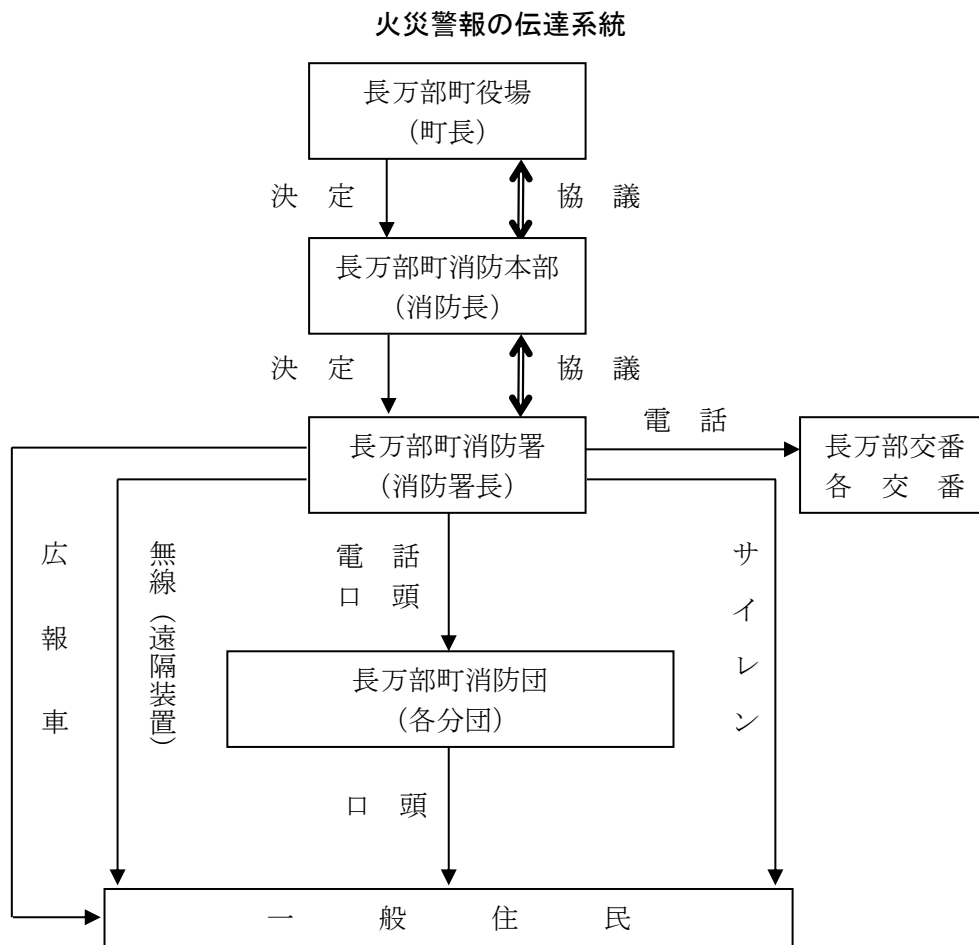 火災警報の伝達系統
長万部町役場
（町長）
決　定
協　議
長万部町消防本部
（消防長）
決　定
協　議
長万部町消防署
（消防署長）
電　話
長万部交番
各　交　番
広報車
無線（遠隔装置）
電　話
口　頭
サイレン
長万部町消防団
（各分団）
口　頭
一　般　住　民